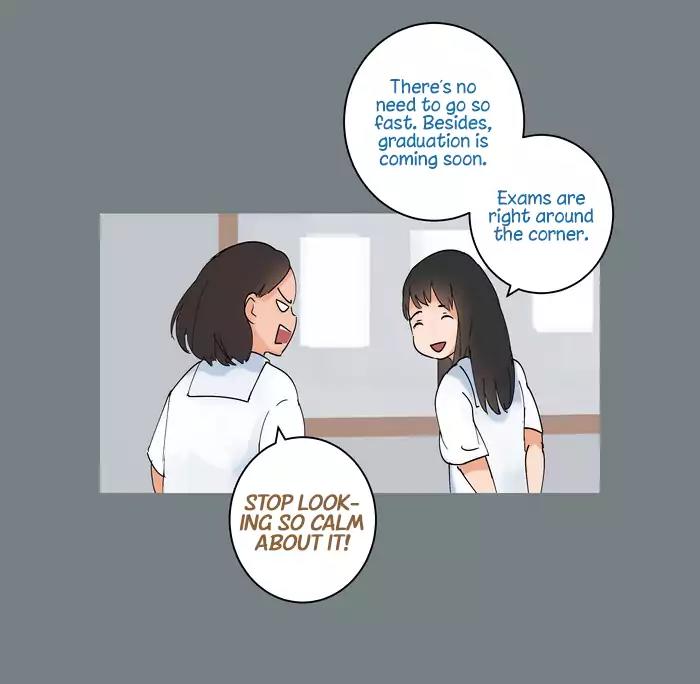 There's no
need to go so
fast. Besides,
graduation is
coming soon.
Exams are
right around
the corner.
STOP LOOK-
ING SO CALM
ABOUT IT!